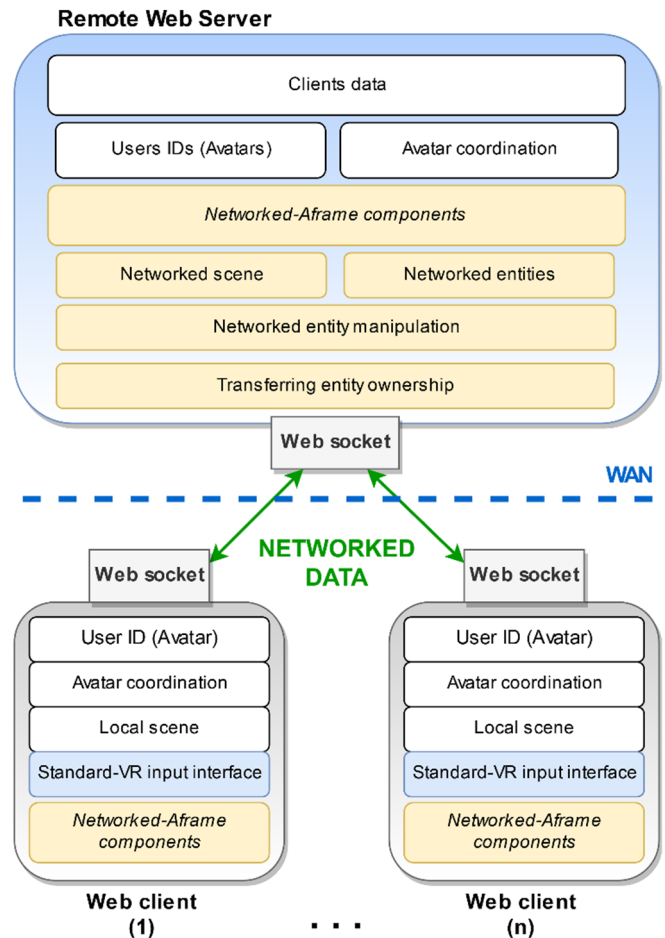 Remote Web Server
Clients data
Users IDs (Avatars)
Avatar coordination
Networked-Aframe components
Networked scene
Networked entities
Networked entity manipulation
Transferring entity ownership
Web socket
WAN
NETWORKED
DATA
Web socket
User ID (Avatar)
Avatar coordination
Local scene
Standard-VR input interface
Networked-Aframe
components
Web client
(1)
. . .
Web socket
User ID (Avatar)
Avatar coordination
Local scene
Standard-VR input interface
Networked-Aframe
components
Web client
(n)